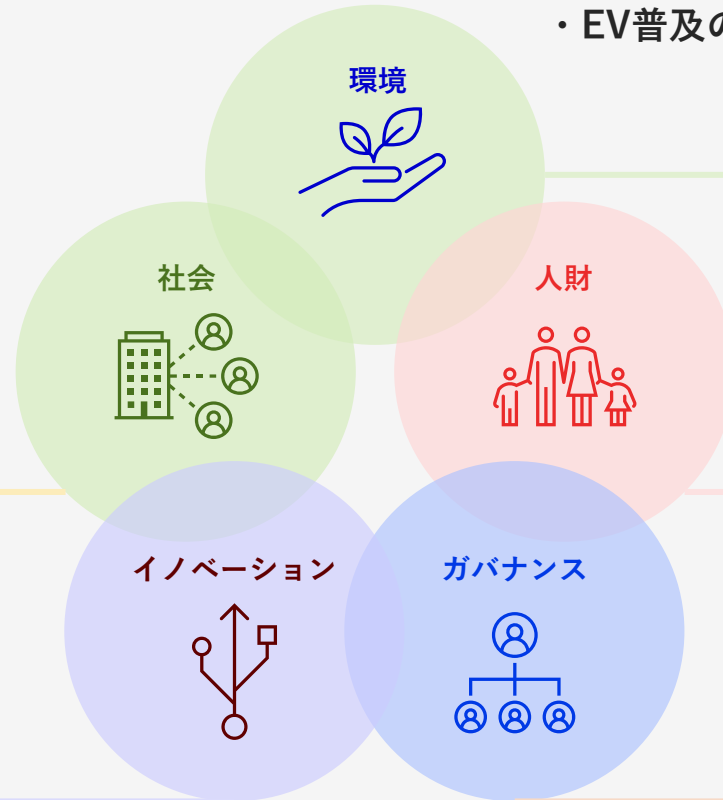 ・EV普及の
環境
社会
人財
イノベーション
ガバナンス